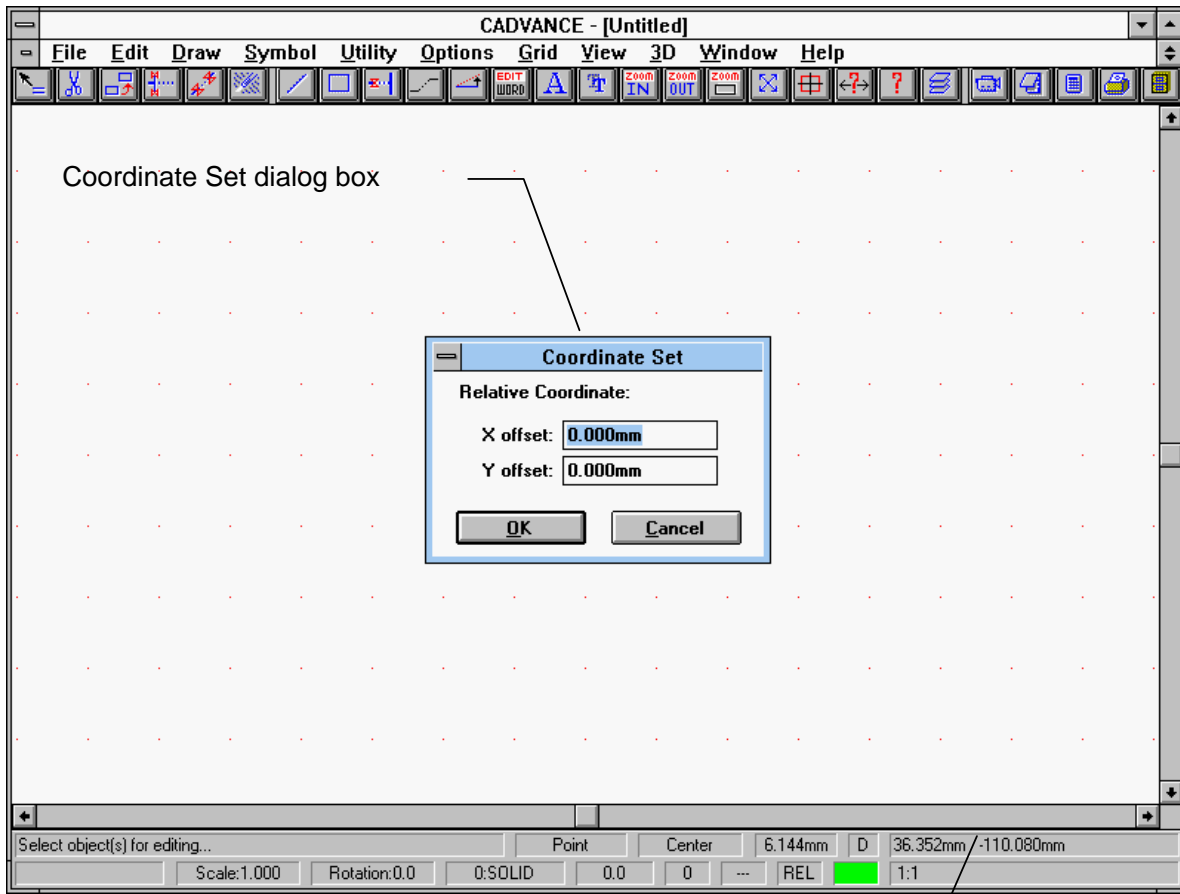 CADVANCE - [Untitled]
File Edit Draw Symbol Utility Options Grid View 3D Window Help
EDIT WORD A T ZOOM IN ZOOM OUT ZOOM ? ?
Coordinate Set dialog box
Coordinate Set
Relative Coordinate:
X offset: 0.000mm
Y offset: 0.000mm
OK Cancel
Select object(s) for editing... Point Center 6.144mm D 36.352mm -110.080mm
Scale:1.000 Rotation:0.0 0:SOLID 0.0 0 --- REL 1:1